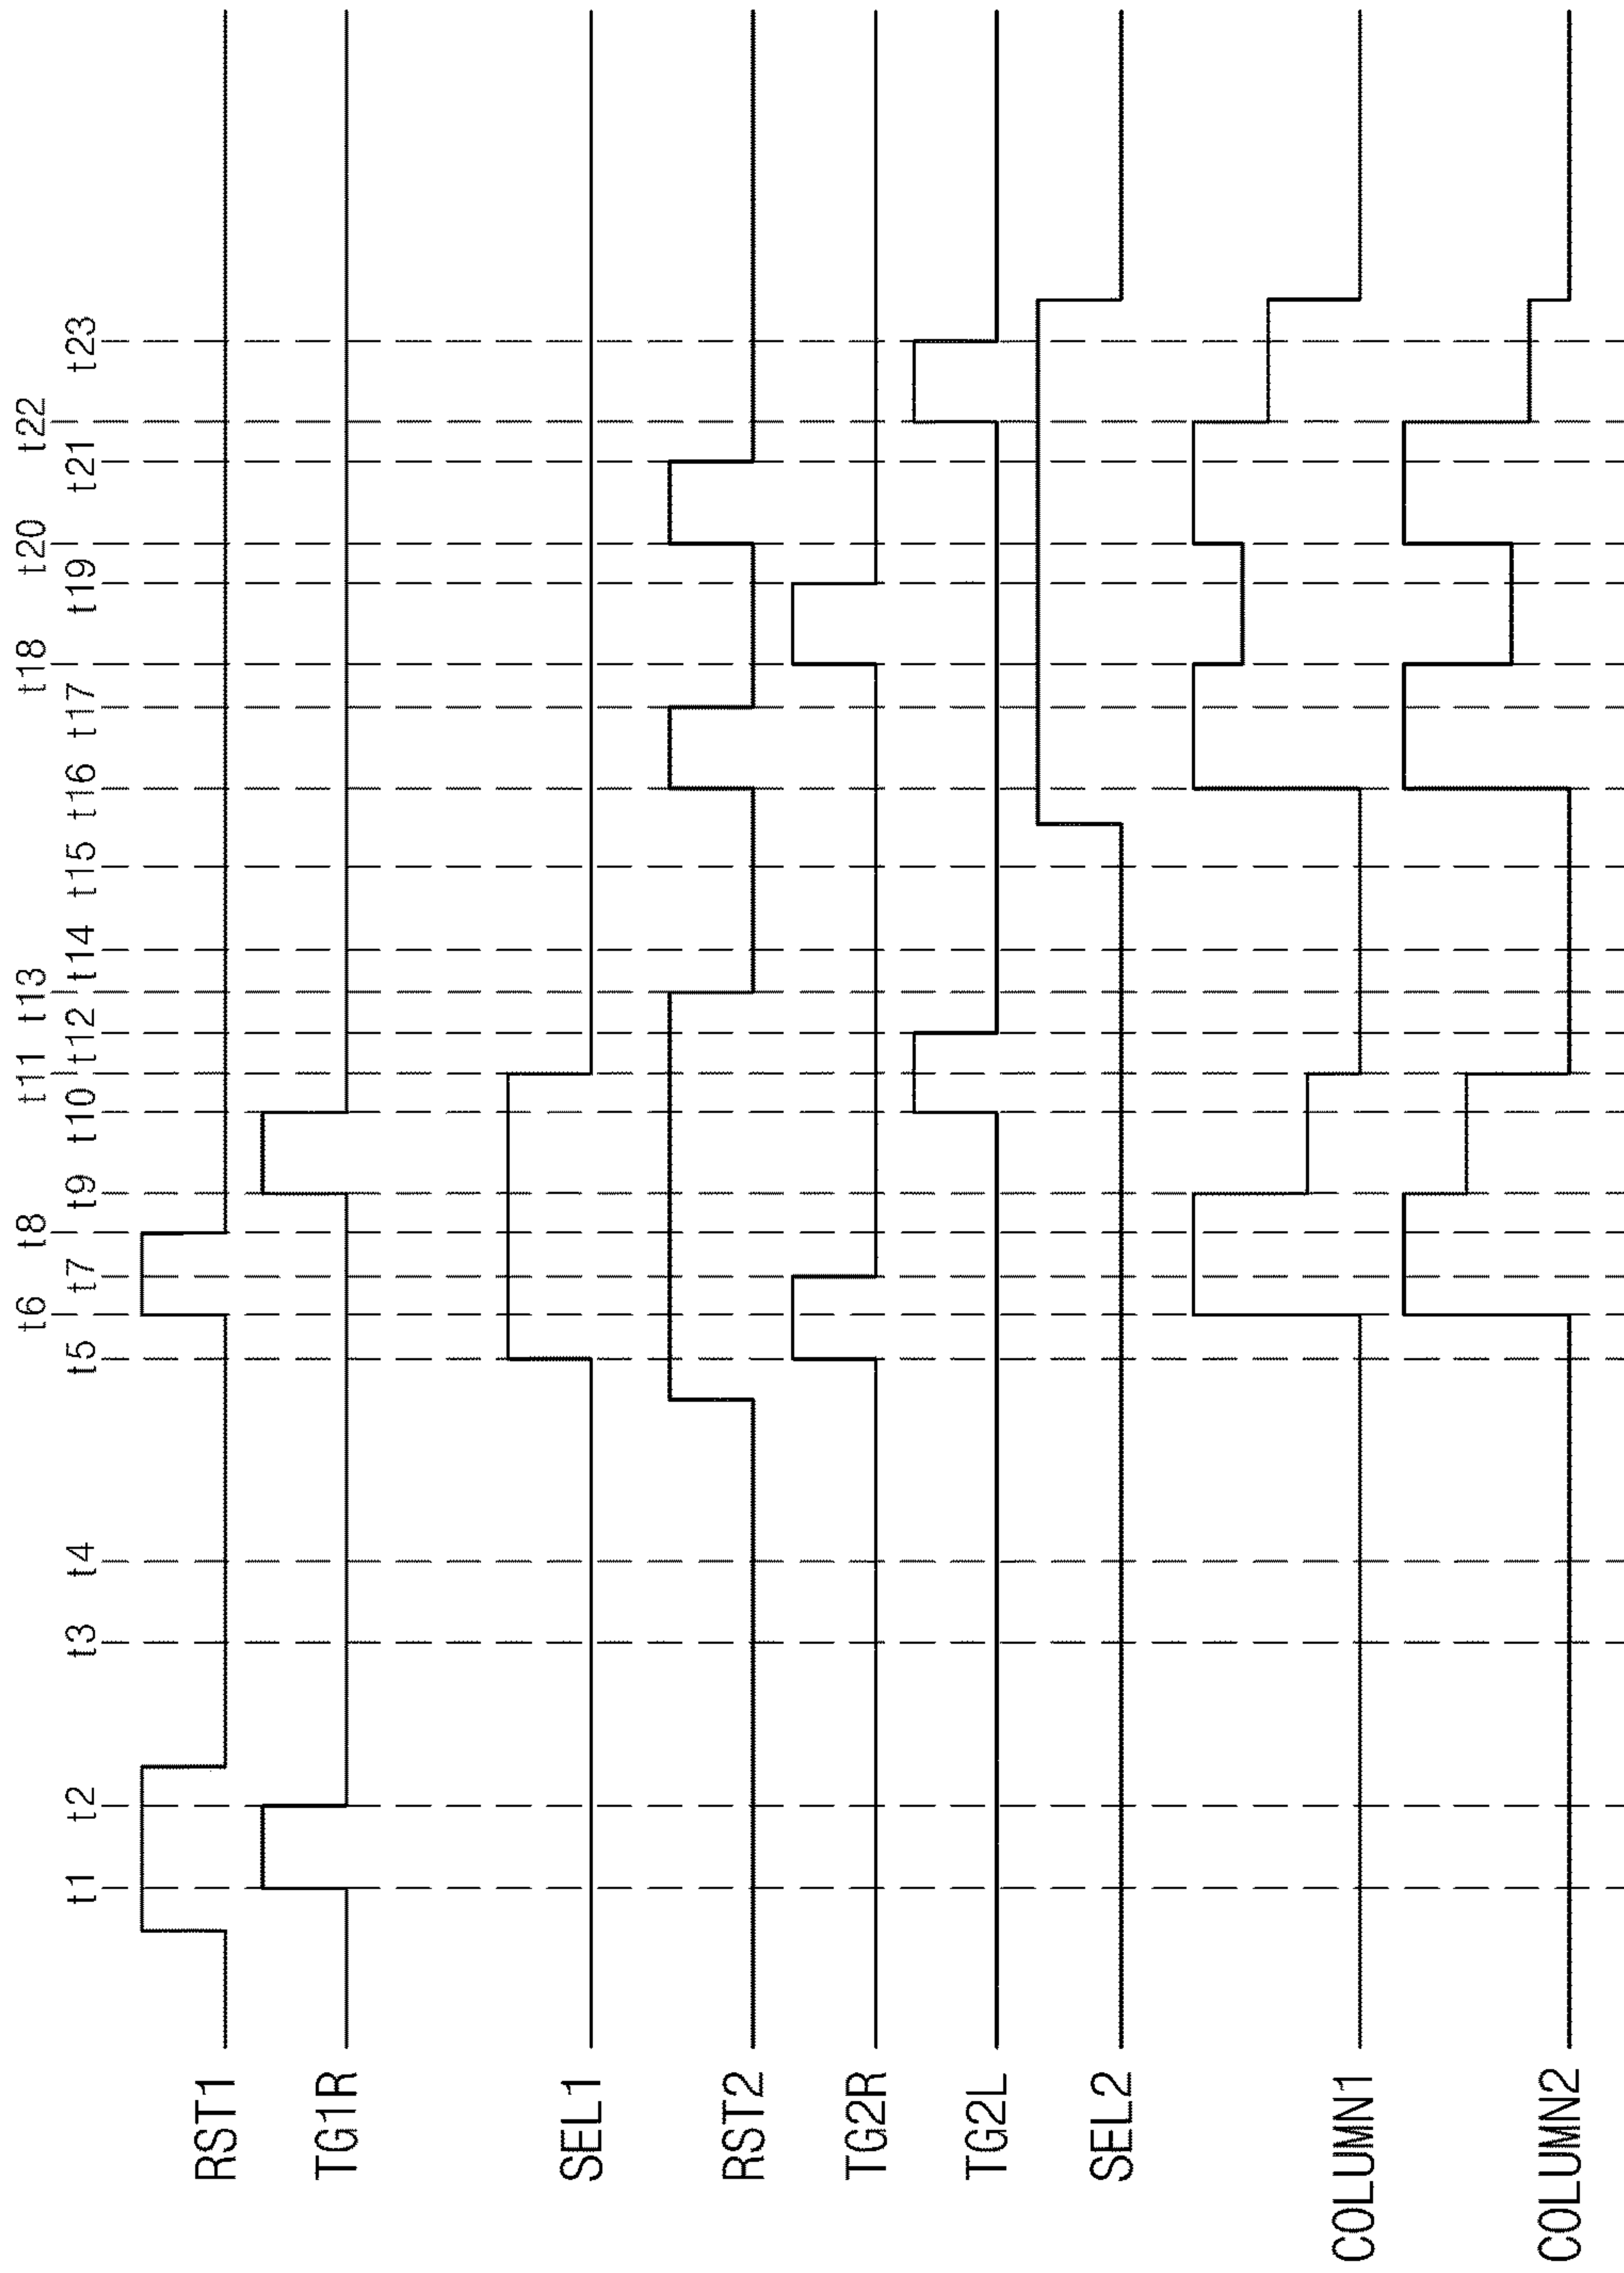 t1 t2 t3 t4 t5 t6 t7 t8 t9 t10 t11 t12 t13 t14 t15 t16 t17 t18 t19 t20 t21 t22 t23
RST1
TG1R
SEL1
RST2
TG2R
TG2L
SEL2
COLUMN1
COLUMN2